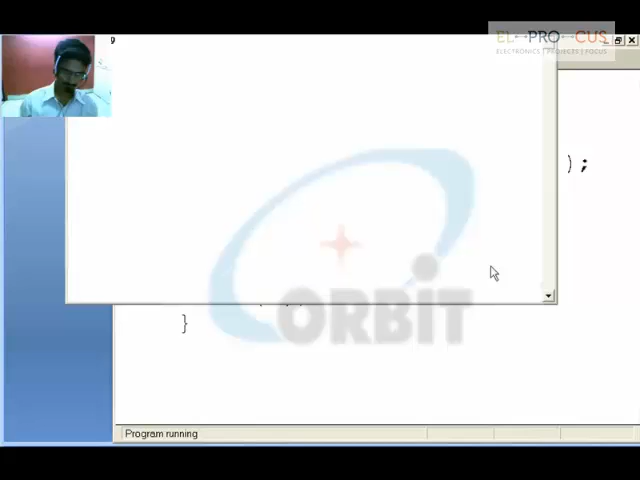 EL PRO CUS
ELECTRONICS | PROJECTS | FOCUS
);
ORBIT
}
Program running